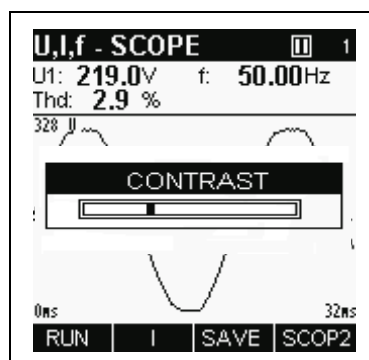 U,I,f - SCOPE 1
U1: 219.0V f: 50.00Hz
Thd: 2.9 %
328 U
CONTRAST
0ms 32ms
RUN I SAVE SCOP2